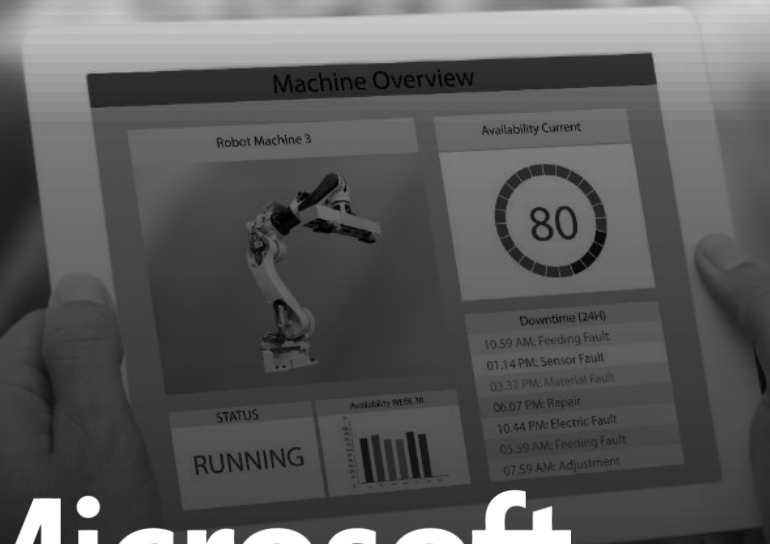 Machine Overview
Robot Machine 3
Availability Current
80
Downtime (24H)
10.59 AM: Feeding Fault
01.14 PM: Sensor Fault
03.32 PM: Material Fault
06.07 PM: Repair
10.44 PM: Electric Fault
05.59 AM: Feeding Fault
07.59 AM: Adjustment
STATUS
RUNNING
Availability WEEK
Microsoft